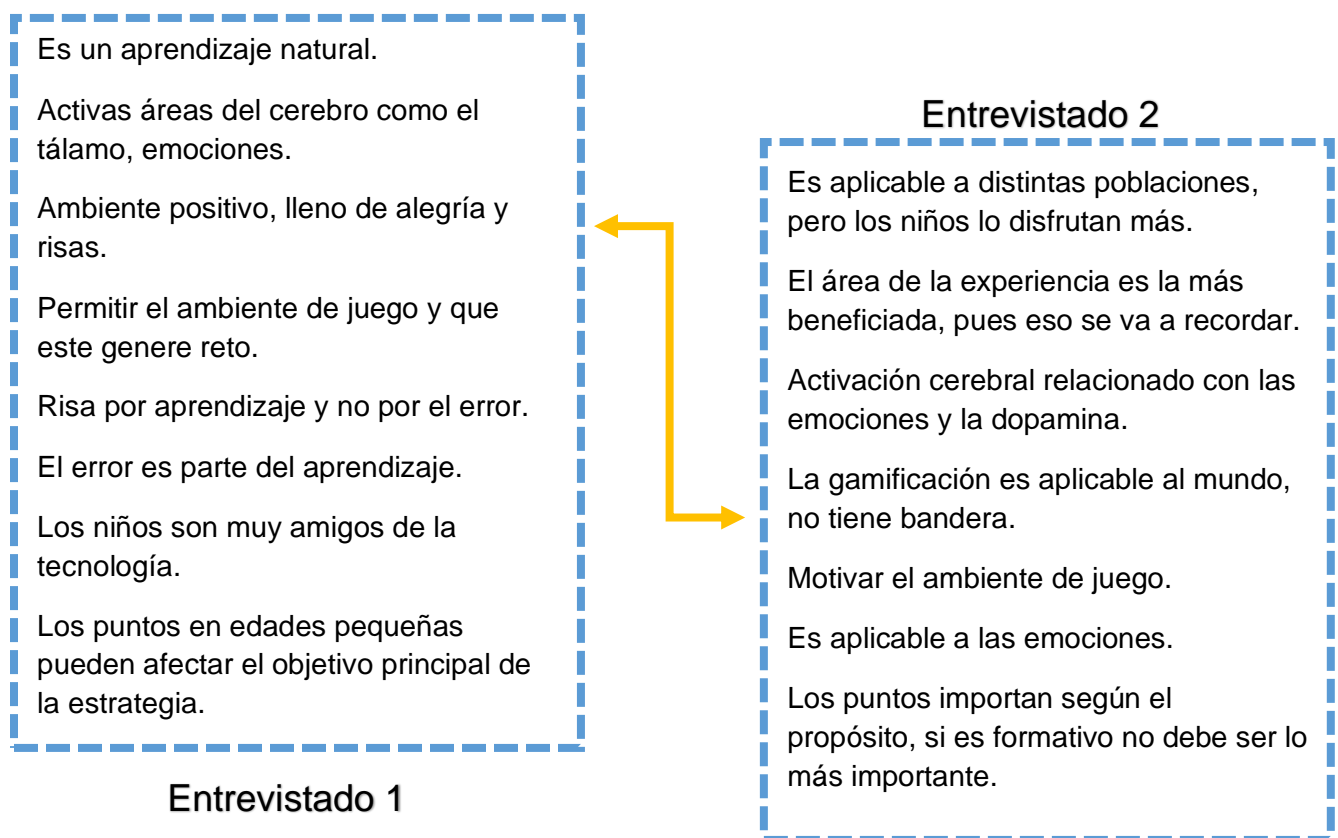 Es un aprendizaje natural.
Activas áreas del cerebro como el
tálamo, emociones.
Ambiente positivo, lleno de alegría y
risas.
Permitir el ambiente de juego y que
este genere reto.
Risa por aprendizaje y no por el error.
El error es parte del aprendizaje.
Los niños son muy amigos de la
tecnología.
Los puntos en edades pequeñas
pueden afectar el objetivo principal de
la estrategia.
Entrevistado 1
Entrevistado 2
Es aplicable a distintas poblaciones,
pero los niños lo disfrutan más.
El área de la experiencia es la más
beneficiada, pues eso se va a recordar.
Activación cerebral relacionado con las
emociones y la dopamina.
La gamificación es aplicable al mundo,
no tiene bandera.
Motivar el ambiente de juego.
Es aplicable a las emociones.
Los puntos importan según el
propósito, si es formativo no debe ser lo
más importante.